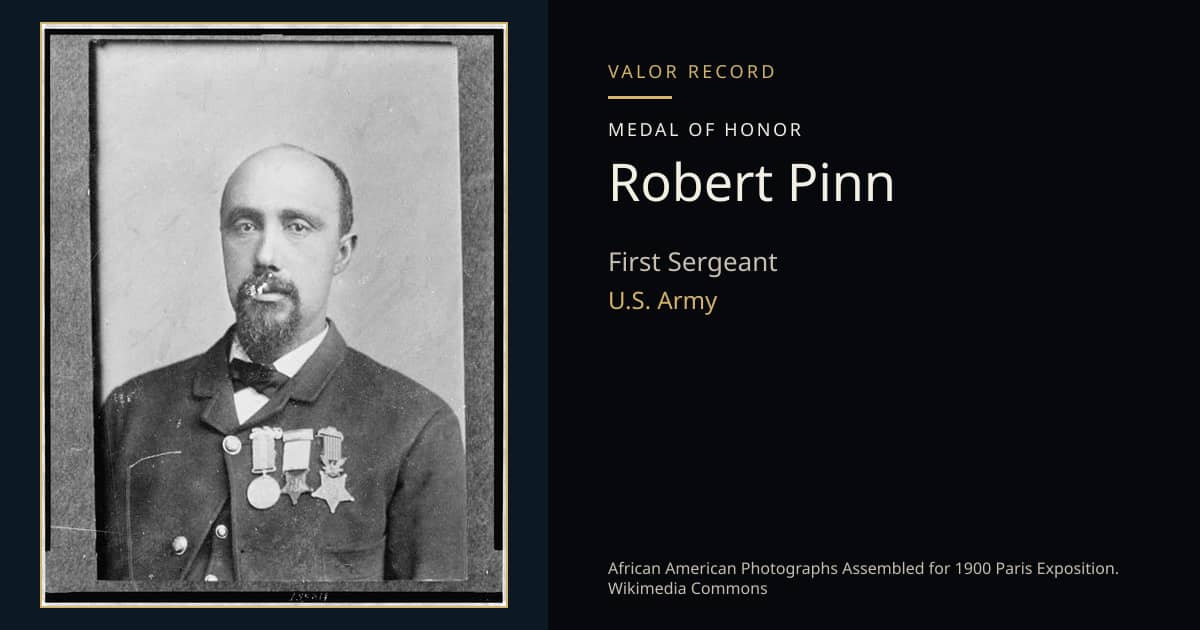 VALOR RECORD
MEDAL OF HONOR
Robert Pinn
First Sergeant
U.S. Army
African American Photographs Assembled for 1900 Paris Exposition.
Wikimedia Commons